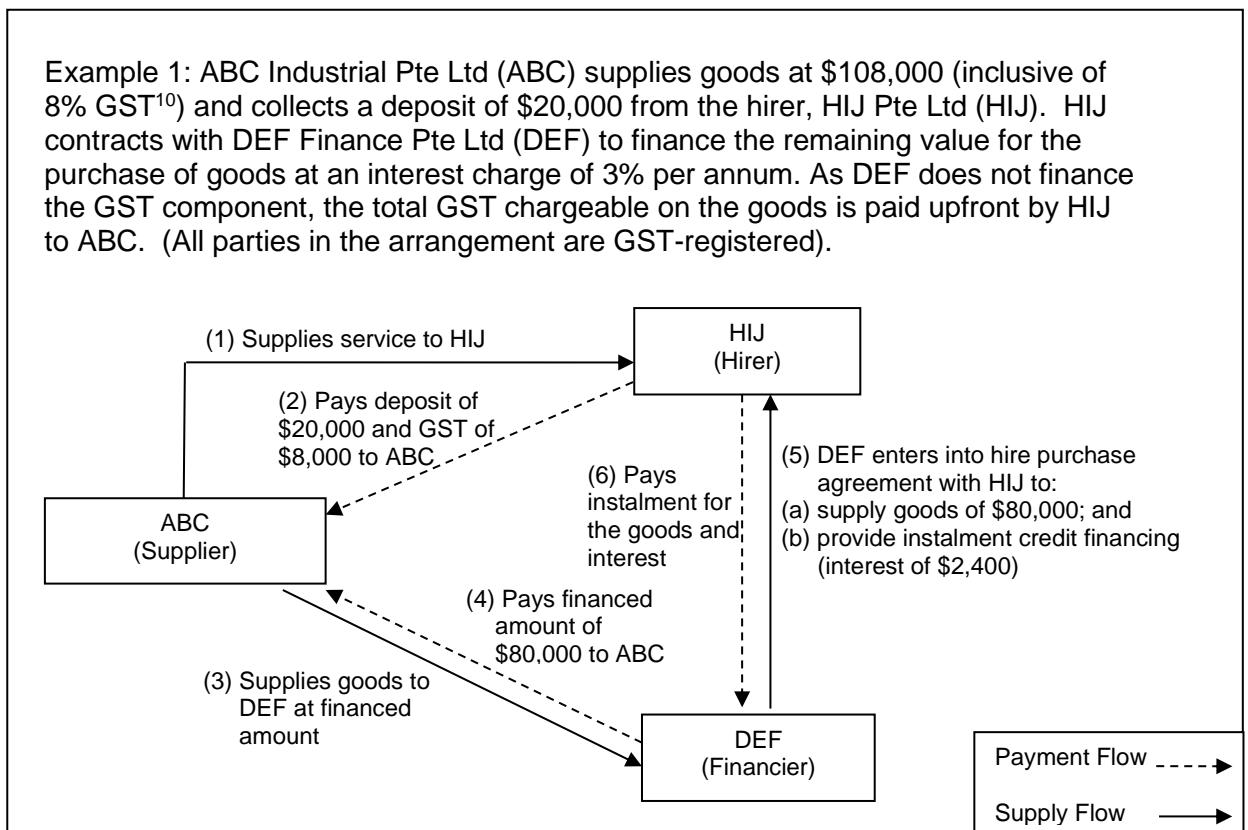 Example 1: ABC Industrial Pte Ltd (ABC) supplies goods at $108,000 (inclusive of
8% GST10) and collects a deposit of $20,000 from the hirer, HIJ Pte Ltd (HIJ). HIJ
contracts with DEF Finance Pte Ltd (DEF) to finance the remaining value for the
purchase of goods at an interest charge of 3% per annum. As DEF does not finance
the GST component, the total GST chargeable on the goods is paid upfront by HIJ
to ABC. (All parties in the arrangement are GST-registered).
(1) Supplies service to HIJ
HIJ
(Hirer)
(2) Pays deposit of
$20,000 and GST of
$8,000 to ABC
(5) DEF enters into hire purchase
agreement with HIJ to:
(a) supply goods of $80,000; and
(b) provide instalment credit financing
(interest of $2,400)
(6) Pays
instalment for
the goods and
interest
ABC
(Supplier)
(4) Pays financed
amount of
$80,000 to ABC
(3) Supplies goods to
DEF at financed
amount
DEF
(Financier)
Payment Flow
Supply Flow